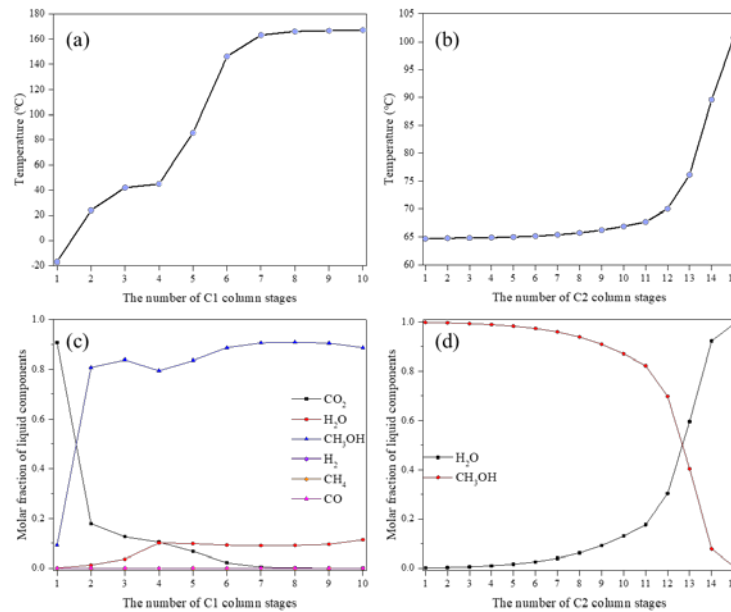 (a)
Temperature (°C)
180
160
140
120
100
80
60
40
20
0
-20
1 2 3 4 5 6 7 8 9 10
The number of C1 column stages
(b)
Temperature (°C)
105
100
95
90
85
80
75
70
65
60
1 2 3 4 5 6 7 8 9 10 11 12 13 14 1
The number of C2 column stages
(c)
Molar fraction of liquid components
1.0
0.8
0.6
0.4
0.2
0.0
CO₂
H₂O
CH₃OH
H₂
CH₄
CO
1 2 3 4 5 6 7 8 9 10
The number of C1 column stages
(d)
Molar fraction of liquid components
1.0
0.8
0.6
0.4
0.2
0.0
H₂O
CH₃OH
1 2 3 4 5 6 7 8 9 10 11 12 13 14 1
The number of C2 column stages